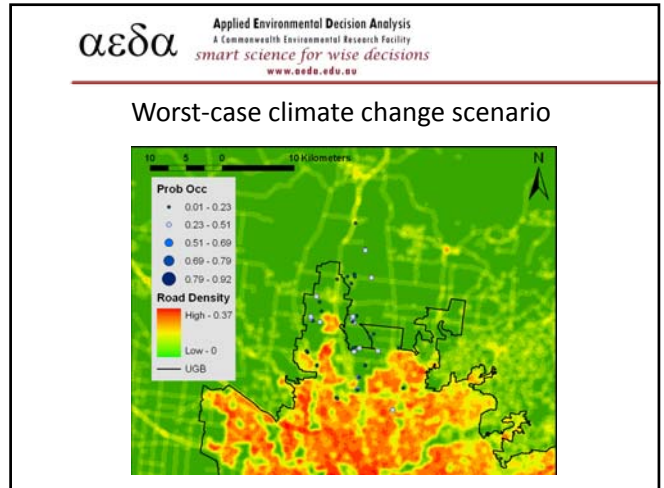 αεδα
Applied Environmental Decision Analysis
A Commonwealth Environmental Research Facility
smart science for wise decisions
www.aeda.edu.au
Worst-case climate change scenario
10 5 0 10 Kilometers
N
Prob Occ
0.01 - 0.23
0.23 - 0.51
0.51 - 0.69
0.69 - 0.79
0.79 - 0.92
Road Density
High - 0.37
Low - 0
UGB